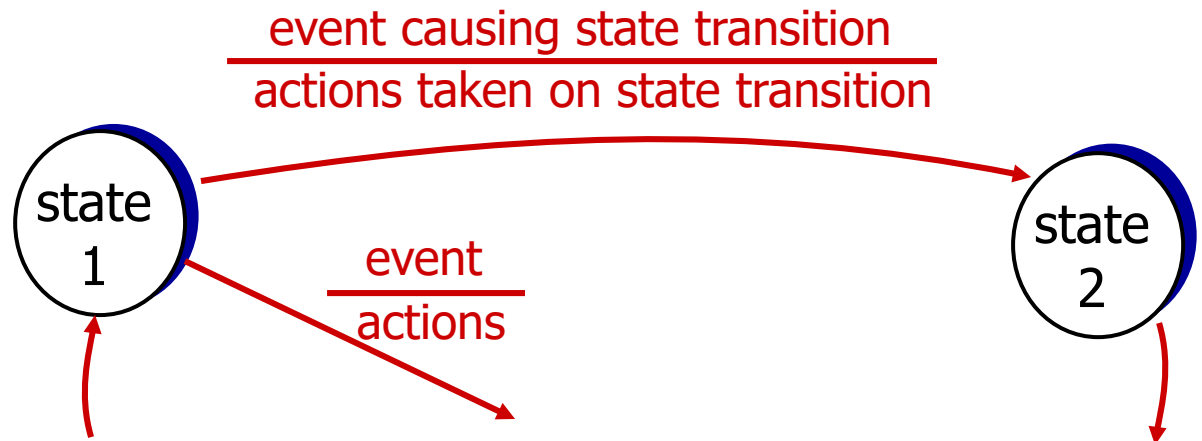 event causing state transition
actions taken on state transition
state
1
event
actions
state
2